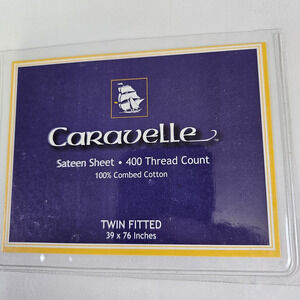 Caravelle
Sateen Sheet • 400 Thread Count
100% Combed Cotton
TWIN FITTED
39 x 76 Inches